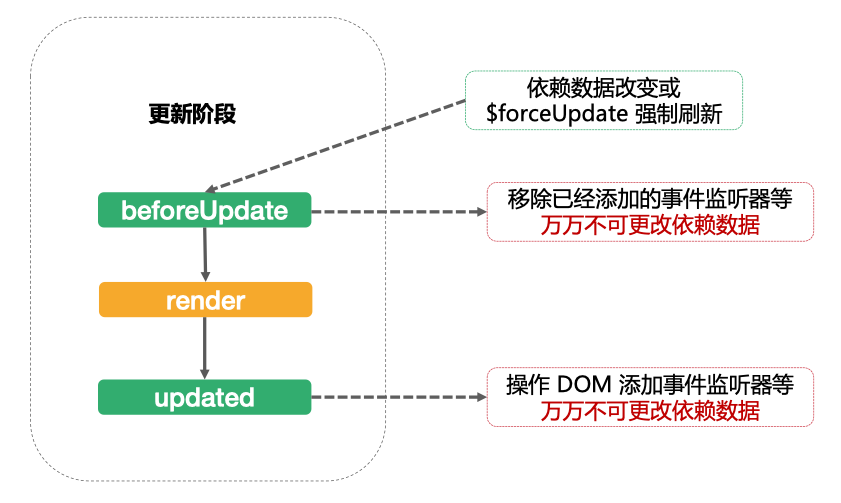 更新阶段
依赖数据改变或
$forceUpdate 强制刷新
beforeUpdate
移除已经添加的事件监听器等
万万不可更改依赖数据
render
updated
操作 DOM 添加事件监听器等
万万不可更改依赖数据